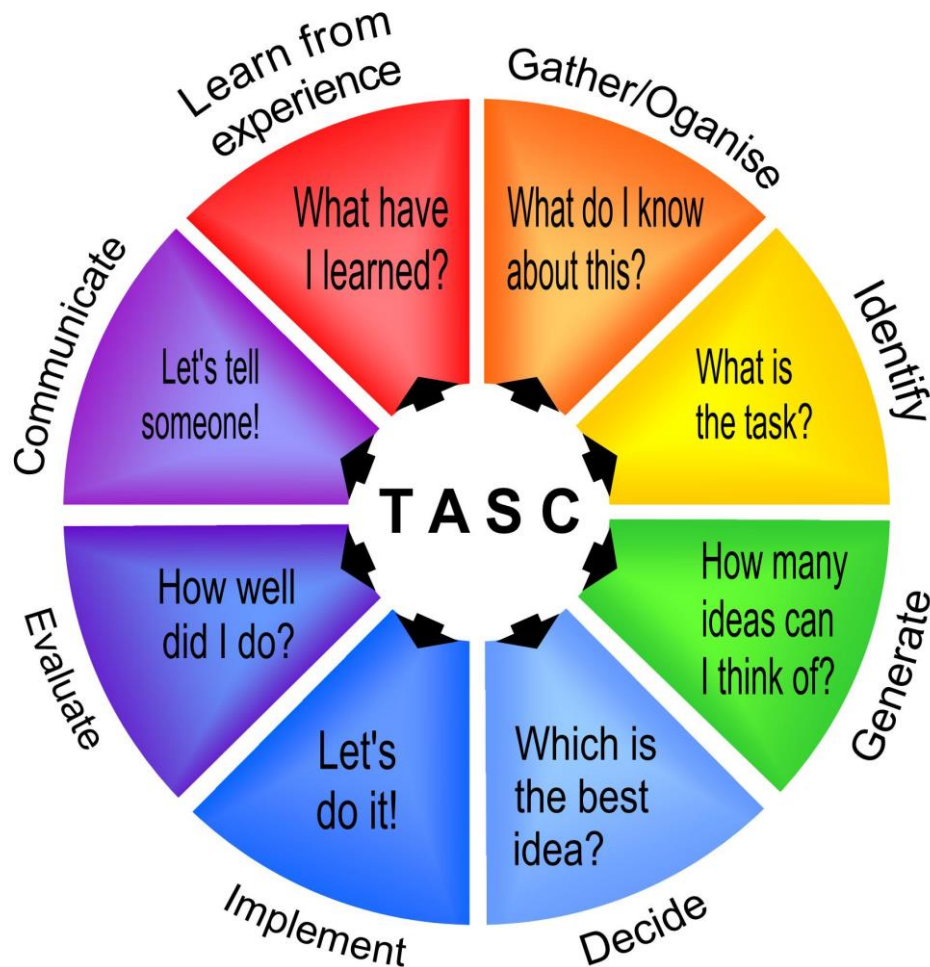 Gather/Oganise
What do I know
about this?
Identify
What is
the task?
Generate
How many
ideas can
I think of?
Decide
Which is
the best
idea?
Implement
Let's
do it!
Evaluate
How well
did I do?
Communicate
Let's tell
someone!
Learn from
experience
What have
I learned?
T A S C